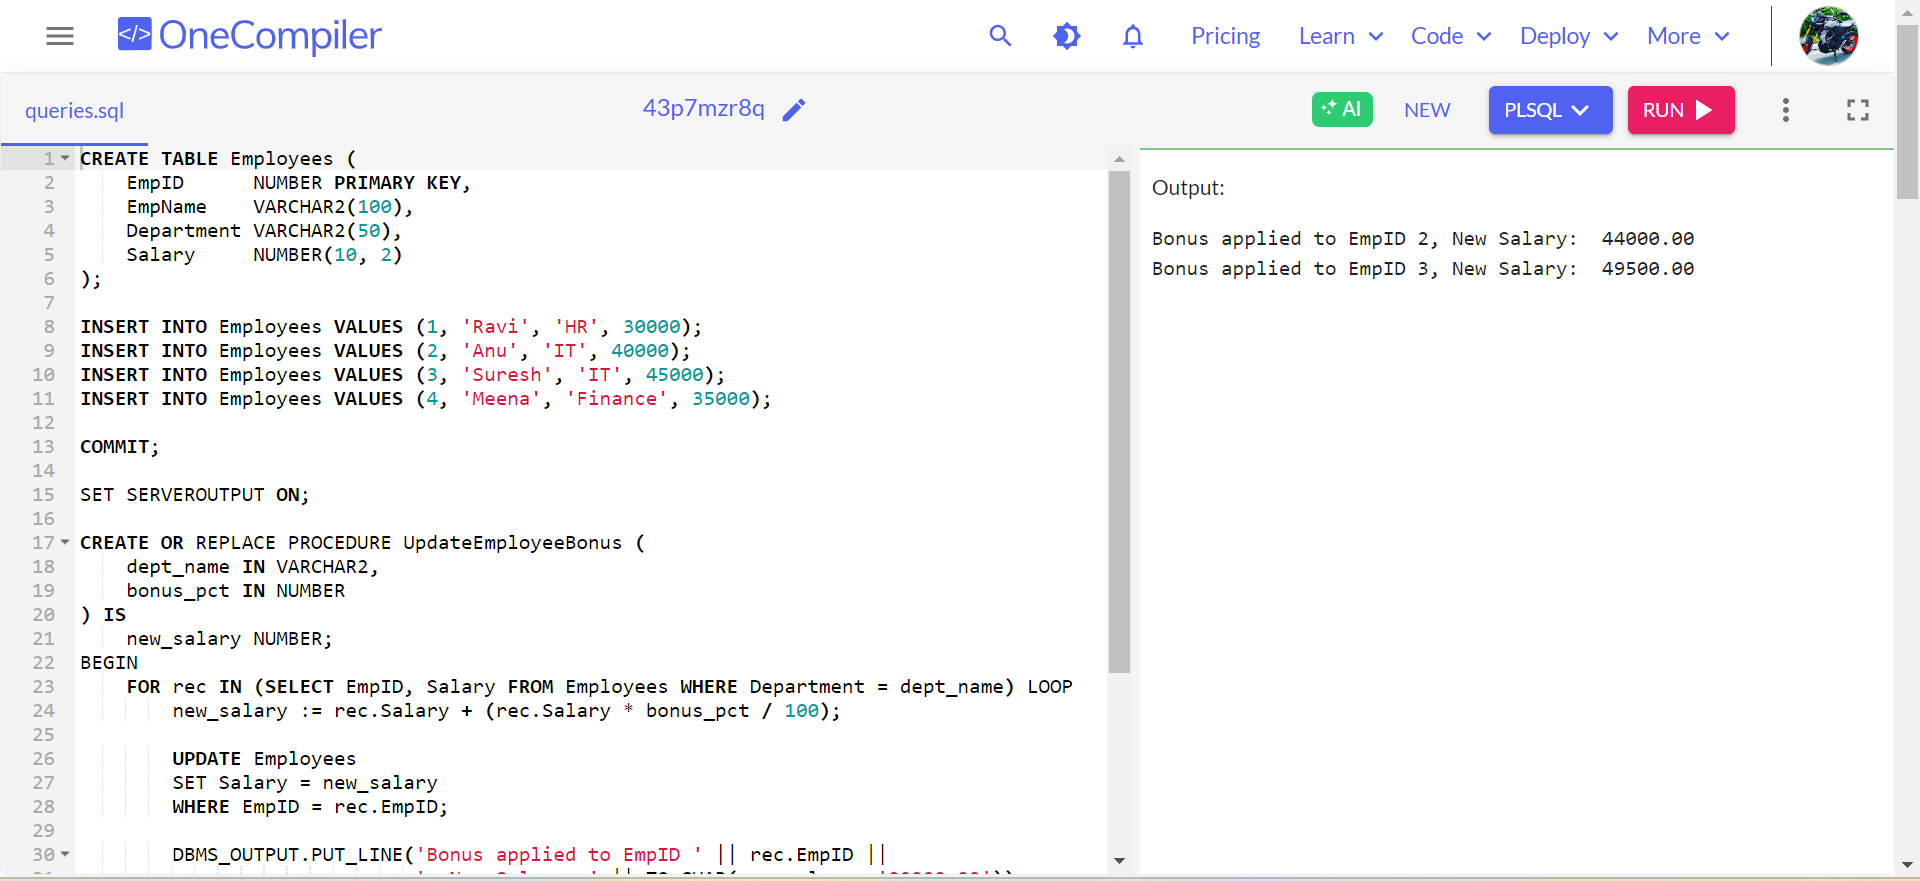 </> OneCompiler
Pricing Learn Code Deploy More
queries.sql
43p7mzr8q
AI NEW PLSQL RUN
1 CREATE TABLE Employees (
2     EmpID      NUMBER PRIMARY KEY,
3     EmpName    VARCHAR2(100),
4     Department VARCHAR2(50),
5     Salary     NUMBER(10, 2)
6 );
7
8 INSERT INTO Employees VALUES (1, 'Ravi', 'HR', 30000);
9 INSERT INTO Employees VALUES (2, 'Anu', 'IT', 40000);
10 INSERT INTO Employees VALUES (3, 'Suresh', 'IT', 45000);
11 INSERT INTO Employees VALUES (4, 'Meena', 'Finance', 35000);
12
13 COMMIT;
14
15 SET SERVEROUTPUT ON;
16
17 CREATE OR REPLACE PROCEDURE UpdateEmployeeBonus (
18     dept_name IN VARCHAR2,
19     bonus_pct IN NUMBER
20 ) IS
21     new_salary NUMBER;
22 BEGIN
23     FOR rec IN (SELECT EmpID, Salary FROM Employees WHERE Department = dept_name) LOOP
24         new_salary := rec.Salary + (rec.Salary * bonus_pct / 100);
25
26         UPDATE Employees
27         SET Salary = new_salary
28         WHERE EmpID = rec.EmpID;
29
30         DBMS_OUTPUT.PUT_LINE('Bonus applied to EmpID ' || rec.EmpID ||
Output:
Bonus applied to EmpID 2, New Salary:  44000.00
Bonus applied to EmpID 3, New Salary:  49500.00